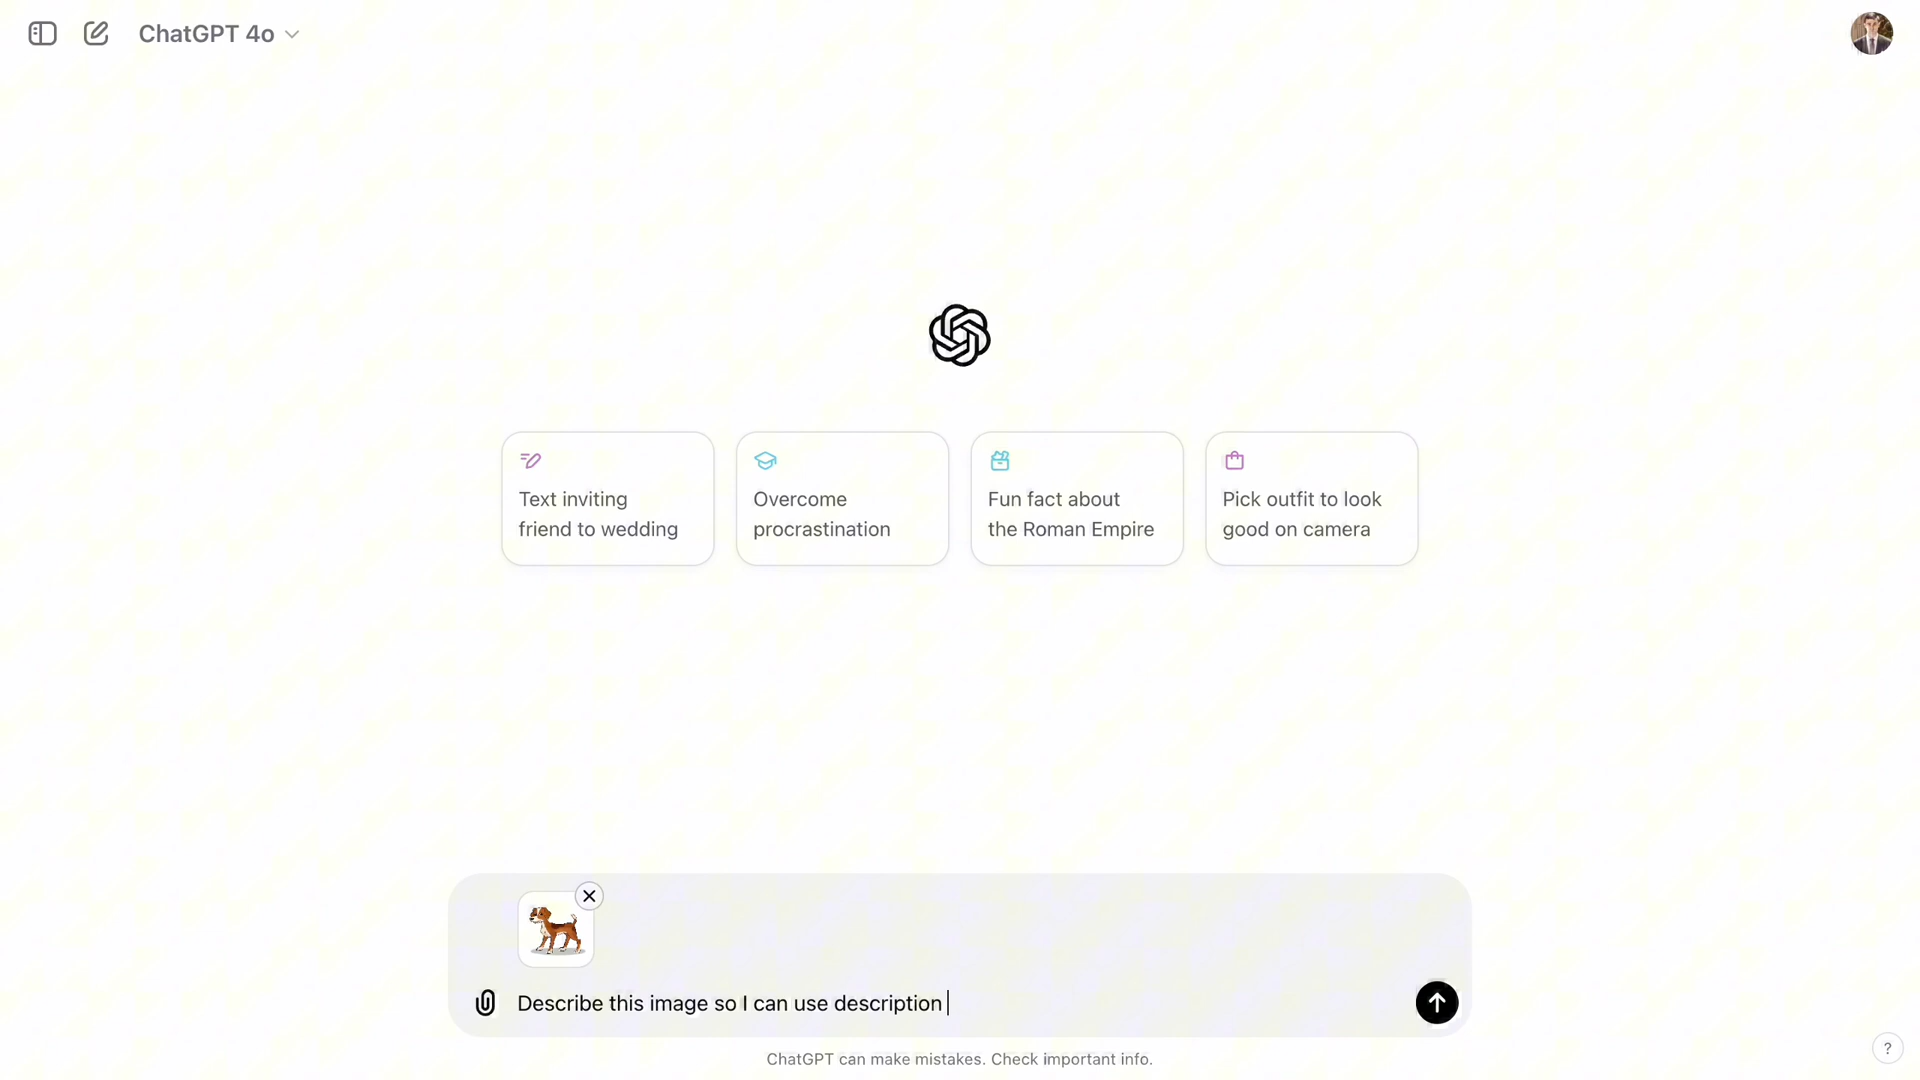 ChatGPT 4o
Text inviting
friend to wedding
Overcome
procrastination
Fun fact about
the Roman Empire
Pick outfit to look
good on camera
Describe this image so I can use description
ChatGPT can make mistakes. Check important info.
?